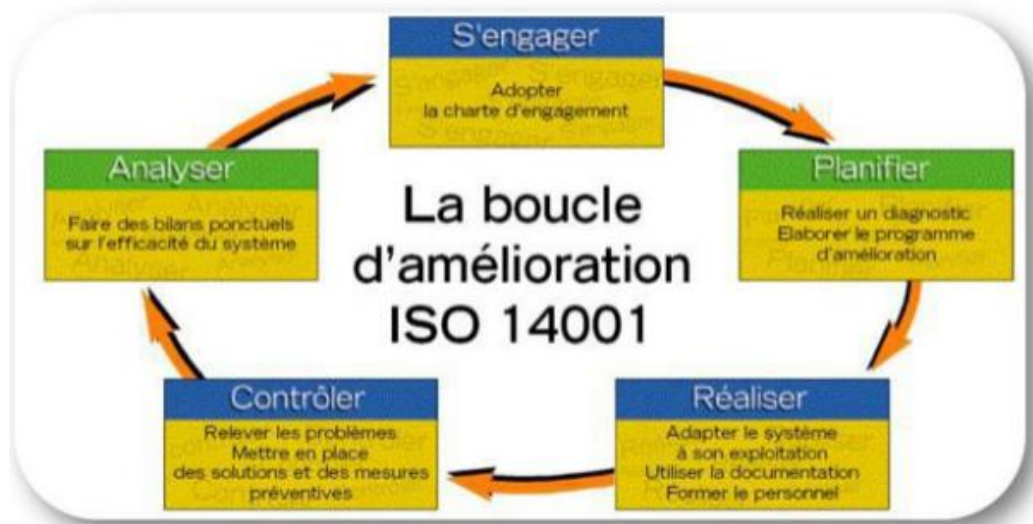 S'engager
Adopter
la charte d'engagement
Planifier
Réaliser un diagnostic
Elaborer le programme
d'amélioration
Réaliser
Adapter le système
à son exploitation
Utiliser la documentation
Former le personnel
Contrôler
Relever les problèmes
Mettre en place
des solutions et des mesures
préventives
Analyser
Faire des bilans ponctuels
sur l'efficacité du système
La boucle
d'amélioration
ISO 14001